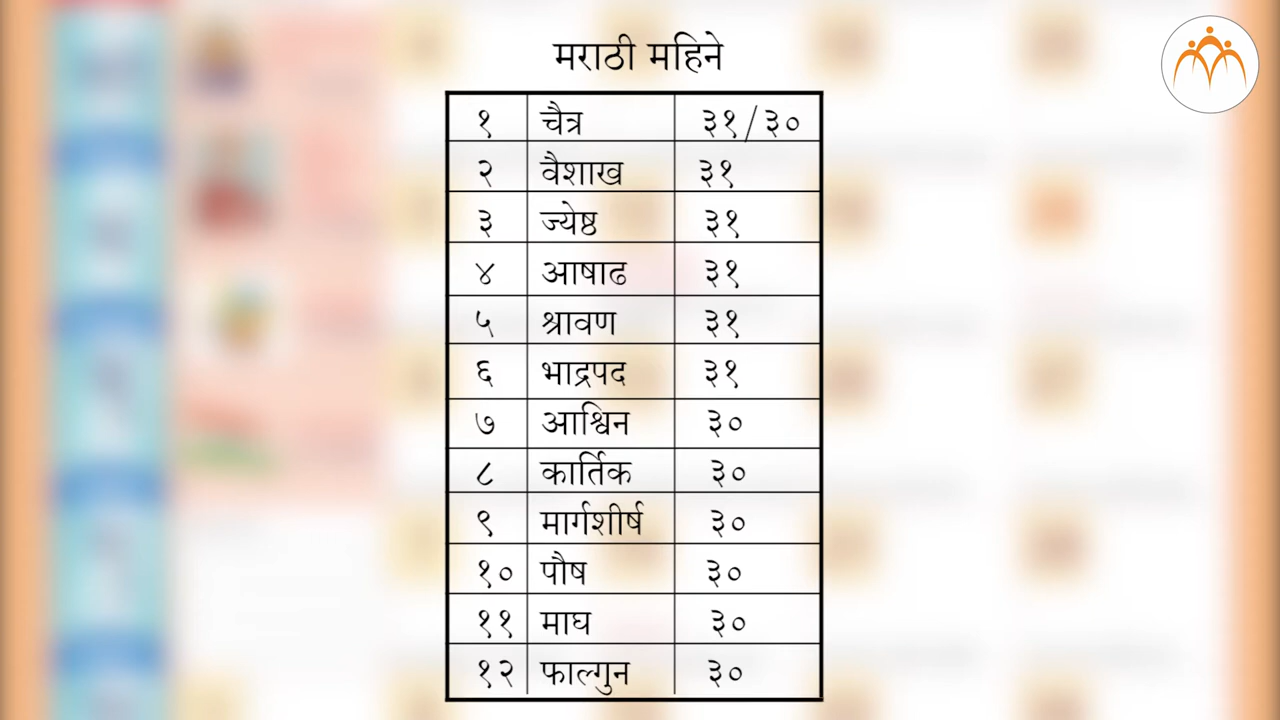 मराठी महिने
१ चैत्र ३१/३०
२ वैशाख ३१
३ ज्येष्ठ ३१
४ आषाढ ३१
५ श्रावण ३१
६ भाद्रपद ३१
७ आश्विन ३०
८ कार्तिक ३०
९ मार्गशीर्ष ३०
१० पौष ३०
११ माघ ३०
१२ फाल्गुन ३०